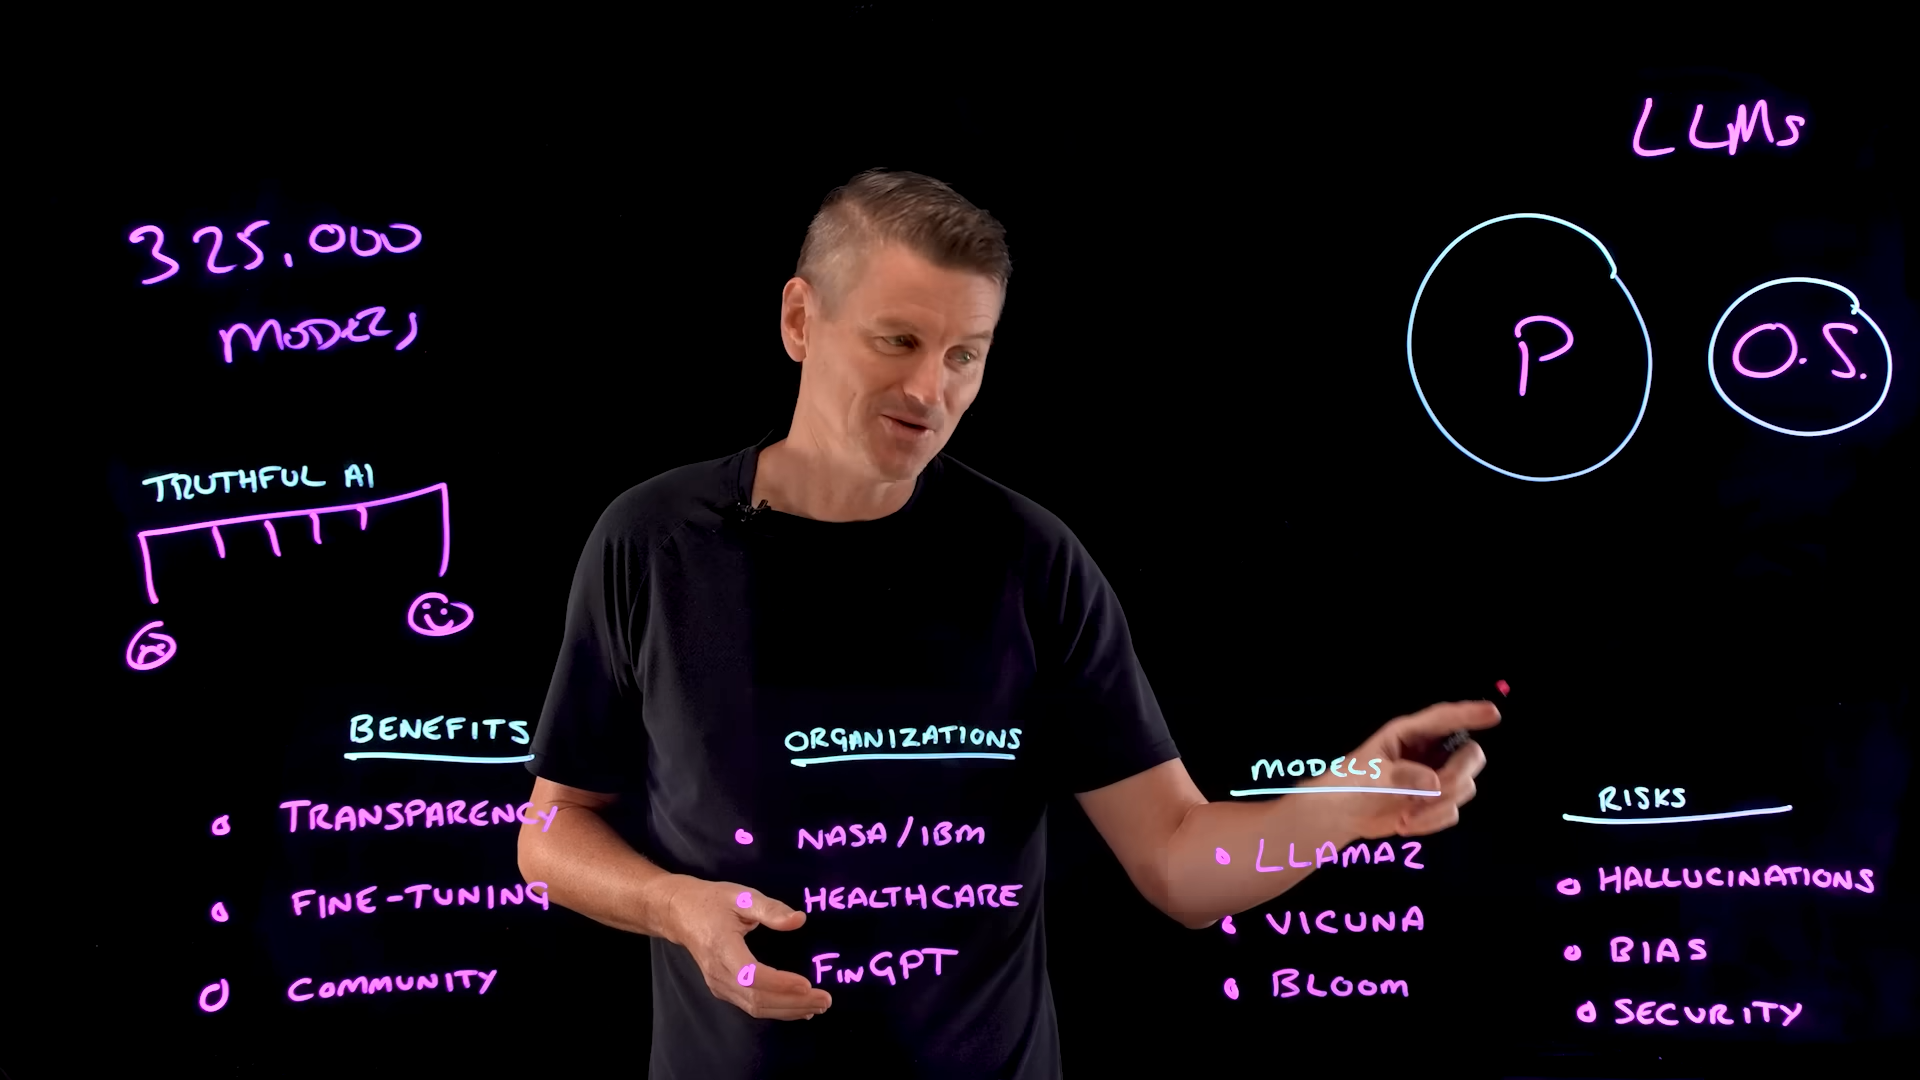 LLMs
325,000
MODELS
P
O.S.
TRUTHFUL AI
BENEFITS
TRANSPARENCY
FINE-TUNING
COMMUNITY
ORGANIZATIONS
NASA/IBM
HEALTHCARE
FINGPT
MODELS
LLAMA2
VICUNA
BLOOM
RISKS
HALLUCINATIONS
BIAS
SECURITY